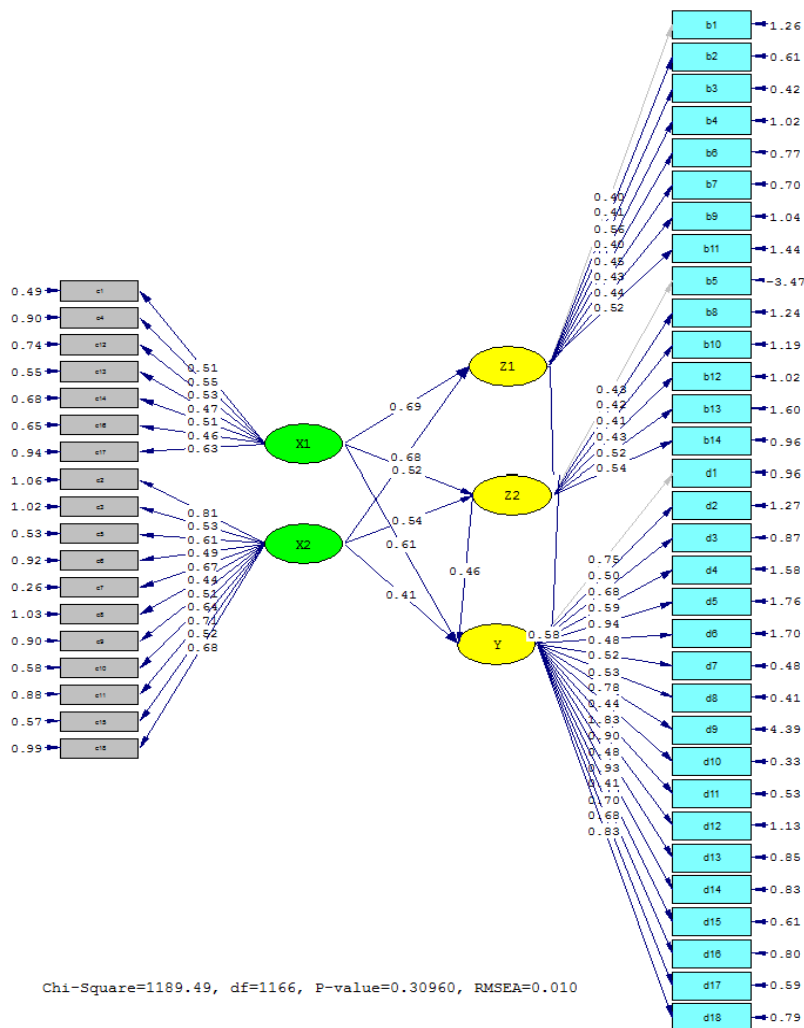 b1 1.26
b2 0.61
b3 0.42
b4 1.02
b6 0.77
b7 0.70
b9 1.04
b11 1.44
b5 -3.47
b8 1.24
b10 1.19
b12 1.02
b13 1.60
b14 0.96
d1 0.96
d2 1.27
d3 0.87
d4 1.58
d5 1.76
d6 1.70
d7 0.48
d8 0.41
d9 4.39
d10 0.33
d11 0.53
d12 1.13
d13 0.85
d14 0.83
d15 0.61
d16 0.80
d17 0.59
d18 0.79
0.40
0.41
0.56
0.40
0.45
0.43
0.44
0.52
0.43
0.42
0.41
0.43
0.52
0.54
0.75
0.50
0.68
0.59
0.94
0.48
0.52
0.53
0.78
0.44
1.83
0.90
0.48
0.93
0.41
0.70
0.68
0.83
Z1
Z2
Y
0.58
0.69
0.68
0.52
0.54
0.61
0.46
0.41
X1
X2
0.51
0.55
0.53
0.47
0.51
0.46
0.63
0.81
0.53
0.61
0.49
0.67
0.44
0.51
0.64
0.71
0.52
0.68
0.49
0.90
0.74
0.55
0.68
0.65
0.94
1.06
1.02
0.53
0.92
0.26
1.03
0.90
0.58
0.88
0.57
0.99
Chi-Square=1189.49, df=1166, P-value=0.30960, RMSEA=0.010